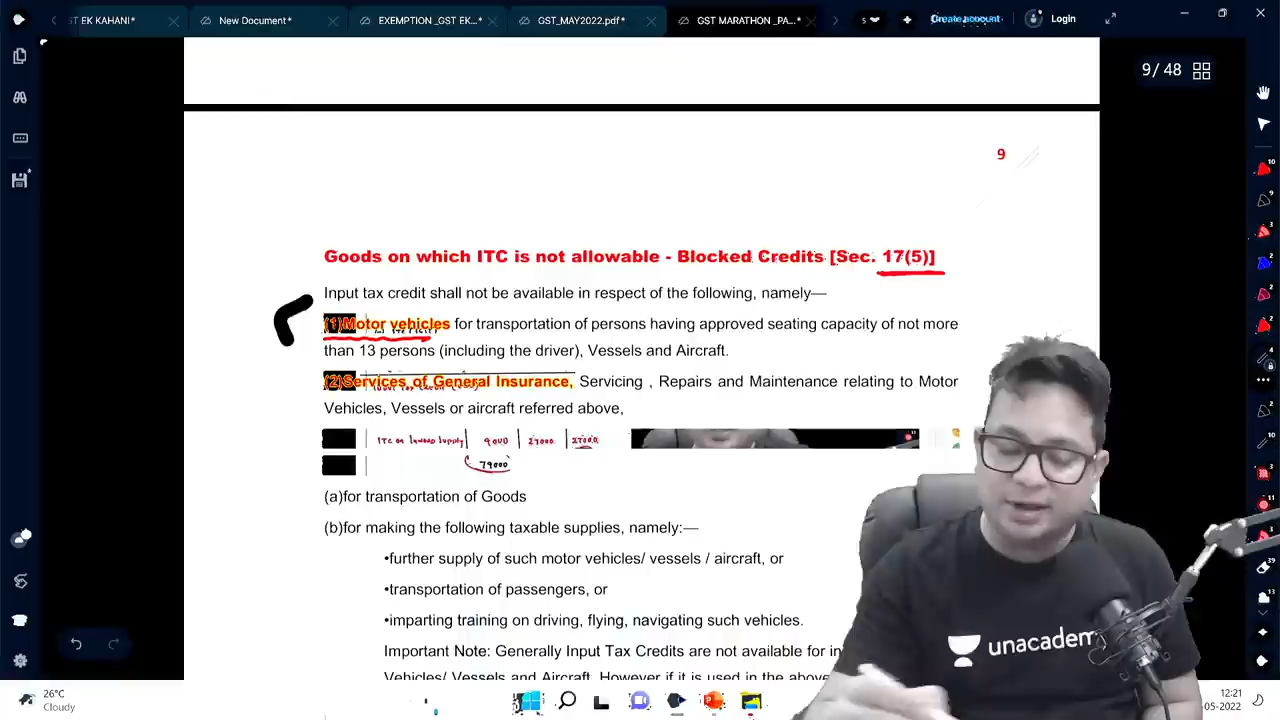 ST EK KAHANI*
New Document*
EXEMPTION _GST EK...*
GST_MAY2022.pdf*
GST MARATHON _PA...*
5
Create account
Login
9/ 48
9
Goods on which ITC is not allowable - Blocked Credits [Sec. 17(5)]
Input tax credit shall not be available in respect of the following, namely—
(1)Motor vehicles for transportation of persons having approved seating capacity of not more
than 13 persons (including the driver), Vessels and Aircraft.
(2)Services of General Insurance, Servicing , Repairs and Maintenance relating to Motor
Vehicles, Vessels or aircraft referred above,
ITC on Inward supply 9000 27000 27000
79000
(a)for transportation of Goods
(b)for making the following taxable supplies, namely:—
•further supply of such motor vehicles/ vessels / aircraft, or
•transportation of passengers, or
•imparting training on driving, flying, navigating such vehicles.
Important Note: Generally Input Tax Credits are not available for
Vehicles/ Vessels and Aircraft. However if it is used in the above
unacadem
26°C
Cloudy
12:21
-05-2022